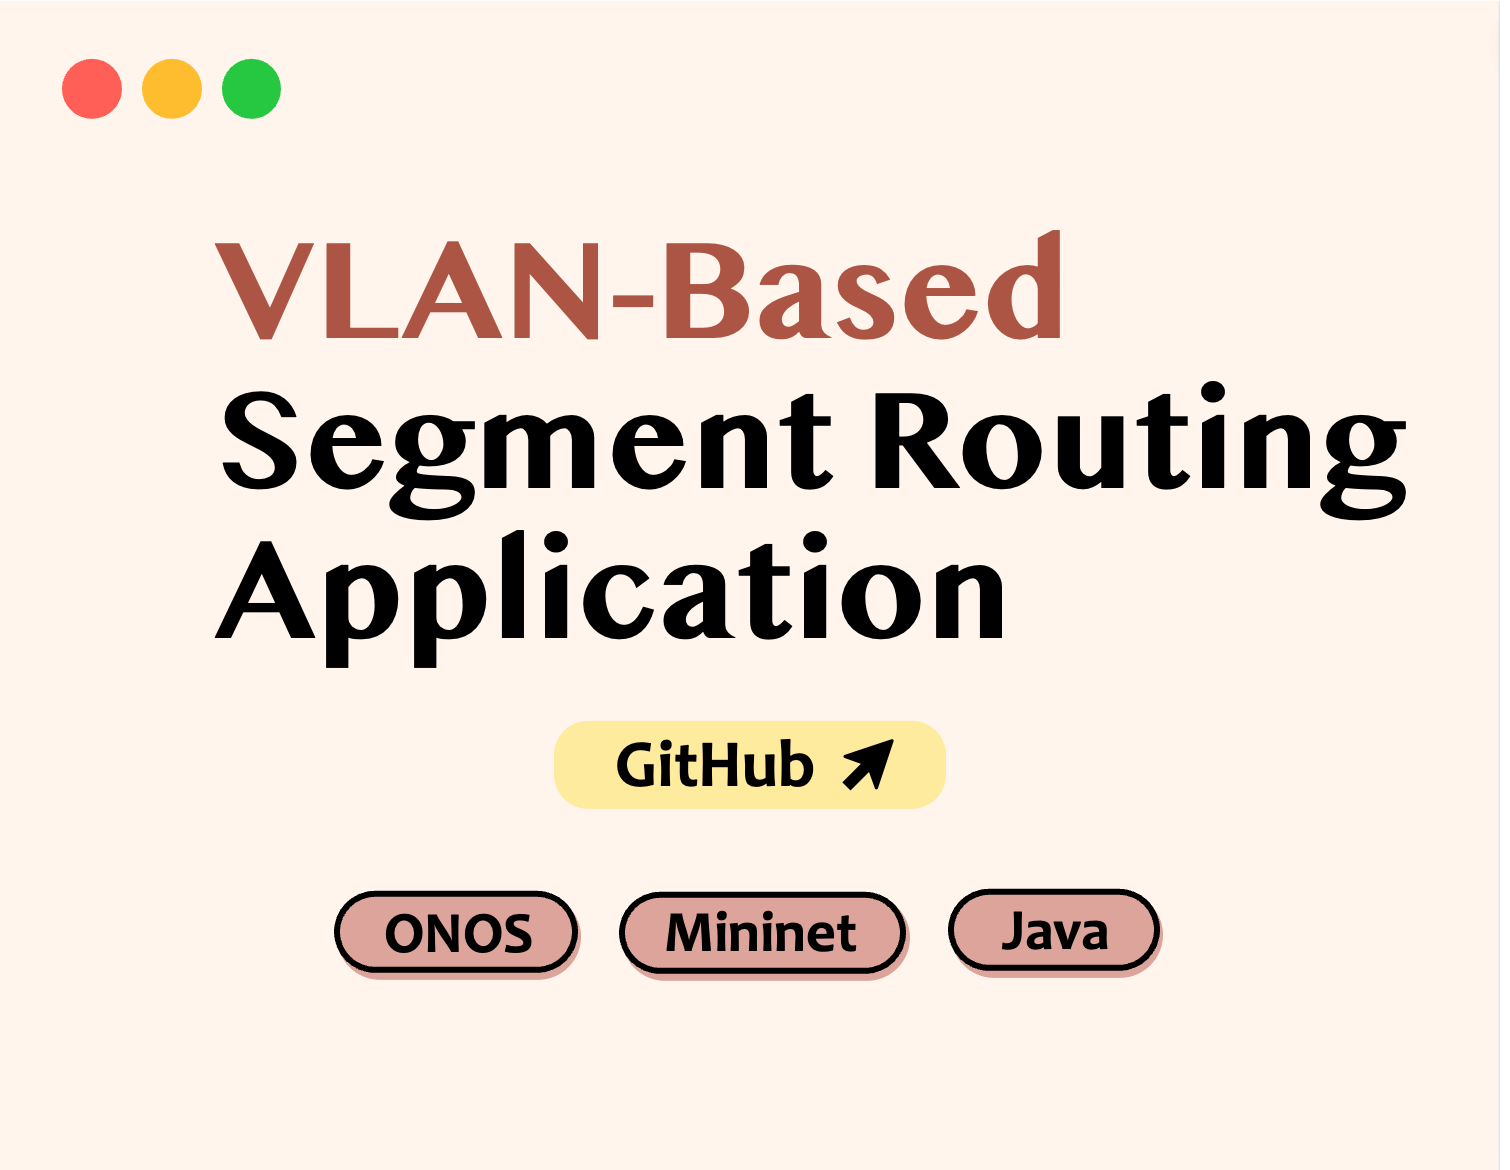 VLAN-Based
Segment Routing
Application
GitHub
ONOS Mininet Java